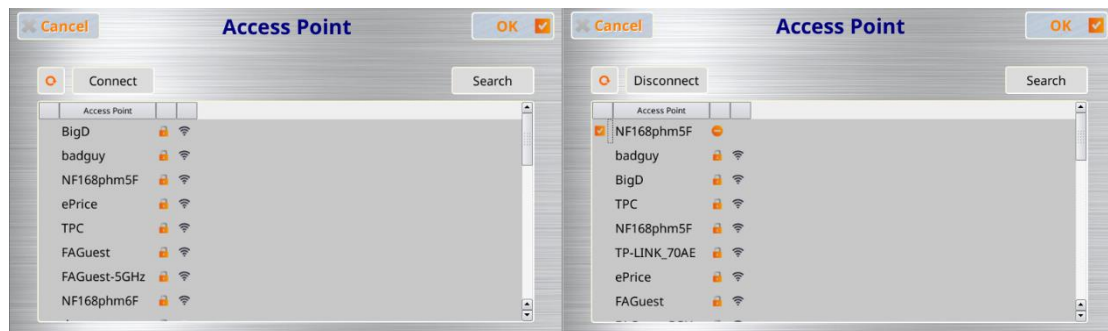 Cancel
Access Point
OK
Connect
Search
Access Point
BigD
badguy
NF168phm5F
ePrice
TPC
FAGuest
FAGuest-5GHz
NF168phm6F
Cancel
Access Point
OK
Disconnect
Search
Access Point
NF168phm5F
badguy
BigD
TPC
NF168phm5F
TP-LINK_70AE
ePrice
FAGuest